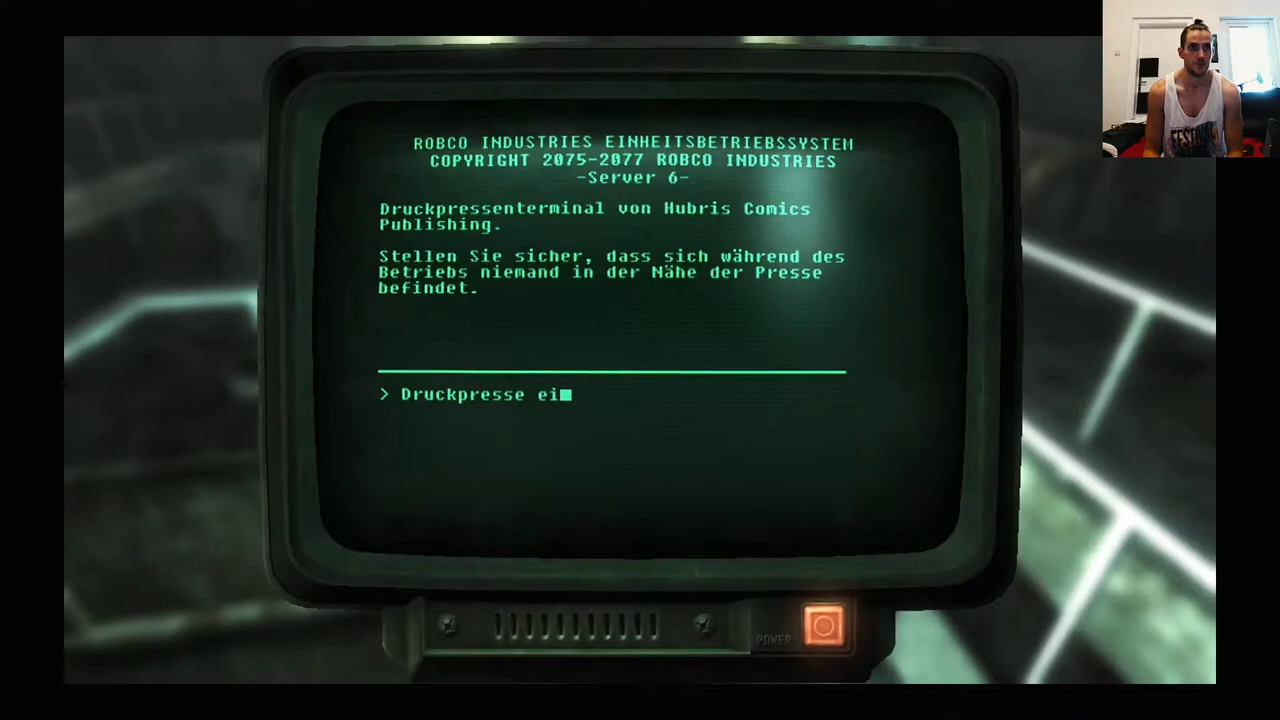 ROBCO INDUSTRIES EINHEITSBETRIEBSSYSTEM
COPYRIGHT 2075-2077 ROBCO INDUSTRIES
-Server 6-
Druckpressenterminal von Hubris Comics
Publishing.
Stellen Sie sicher, dass sich während des
Betriebs niemand in der Nähe der Presse
befindet.
> Druckpresse ei
POWER